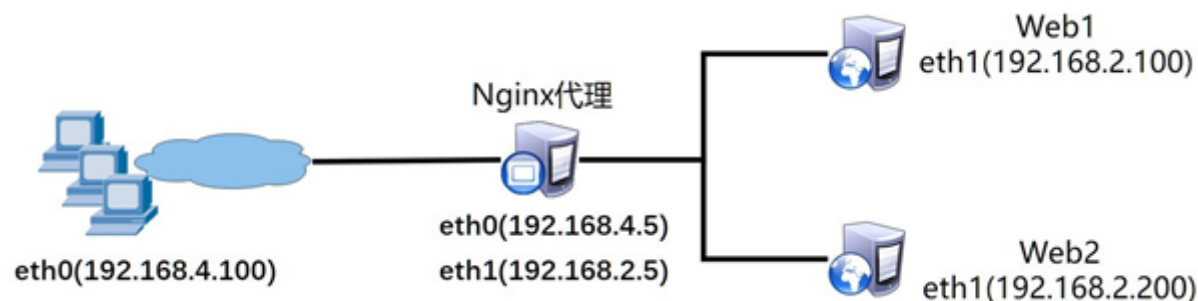 Web1
eth1(192.168.2.100)
Nginx代理
eth0(192.168.4.5)
eth1(192.168.2.5)
eth0(192.168.4.100)
Web2
eth1(192.168.2.200)